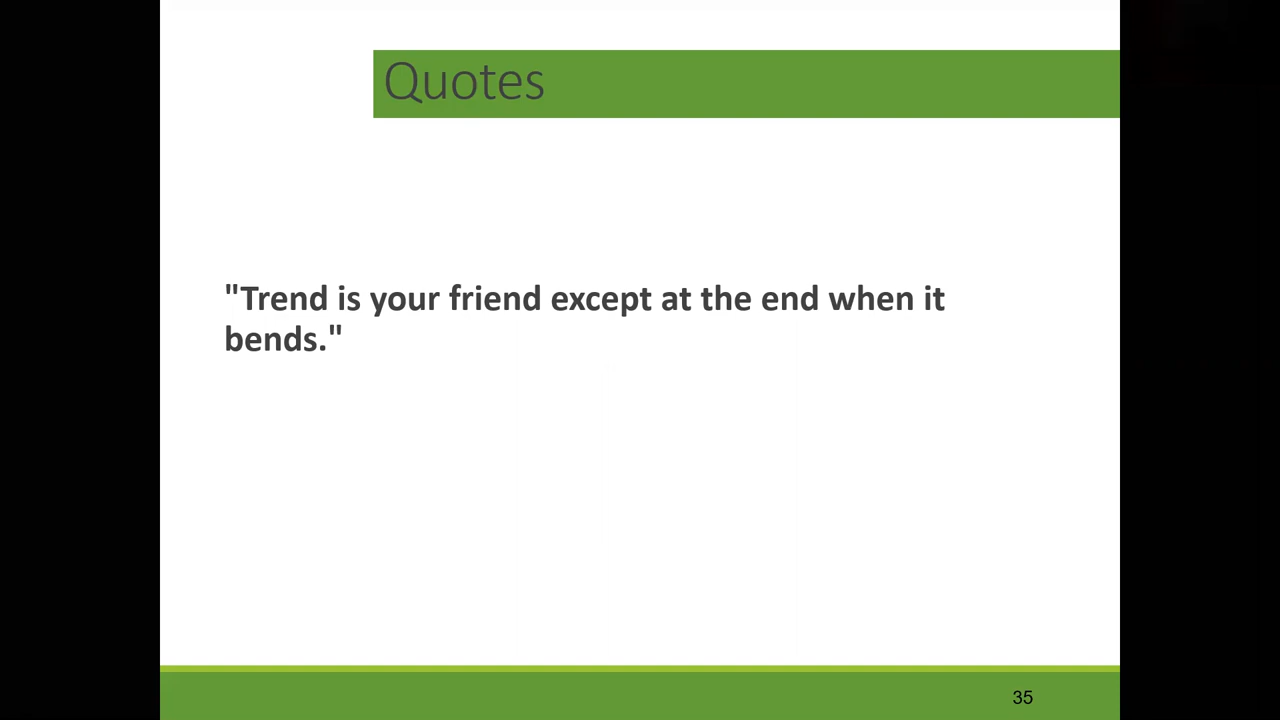 Quotes
"Trend is your friend except at the end when it
bends."
35